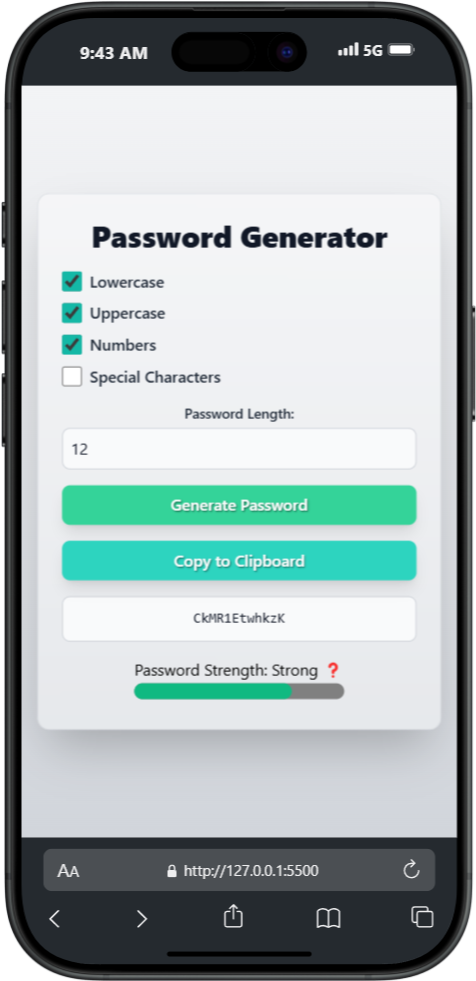 9:43 AM 5G
Password Generator
Lowercase
Uppercase
Numbers
Special Characters
Password Length:
12
Generate Password
Copy to Clipboard
CkMR1EtwhkzK
Password Strength: Strong ❓
AA http://127.0.0.1:5500